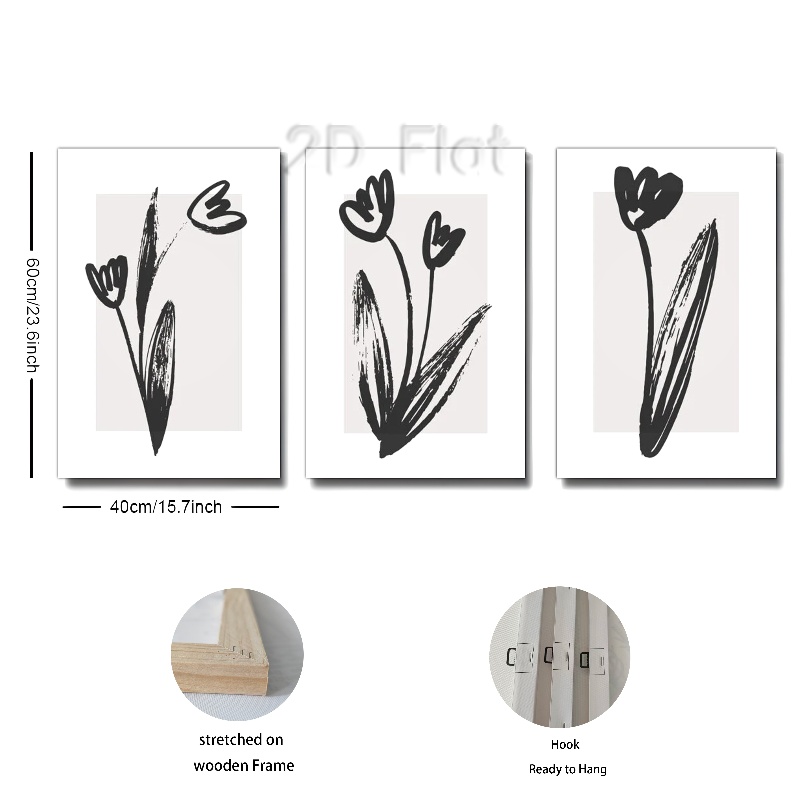 2D Flat
60cm/23.6inch
40cm/15.7inch
stretched on
wooden Frame
Hook
Ready to Hang